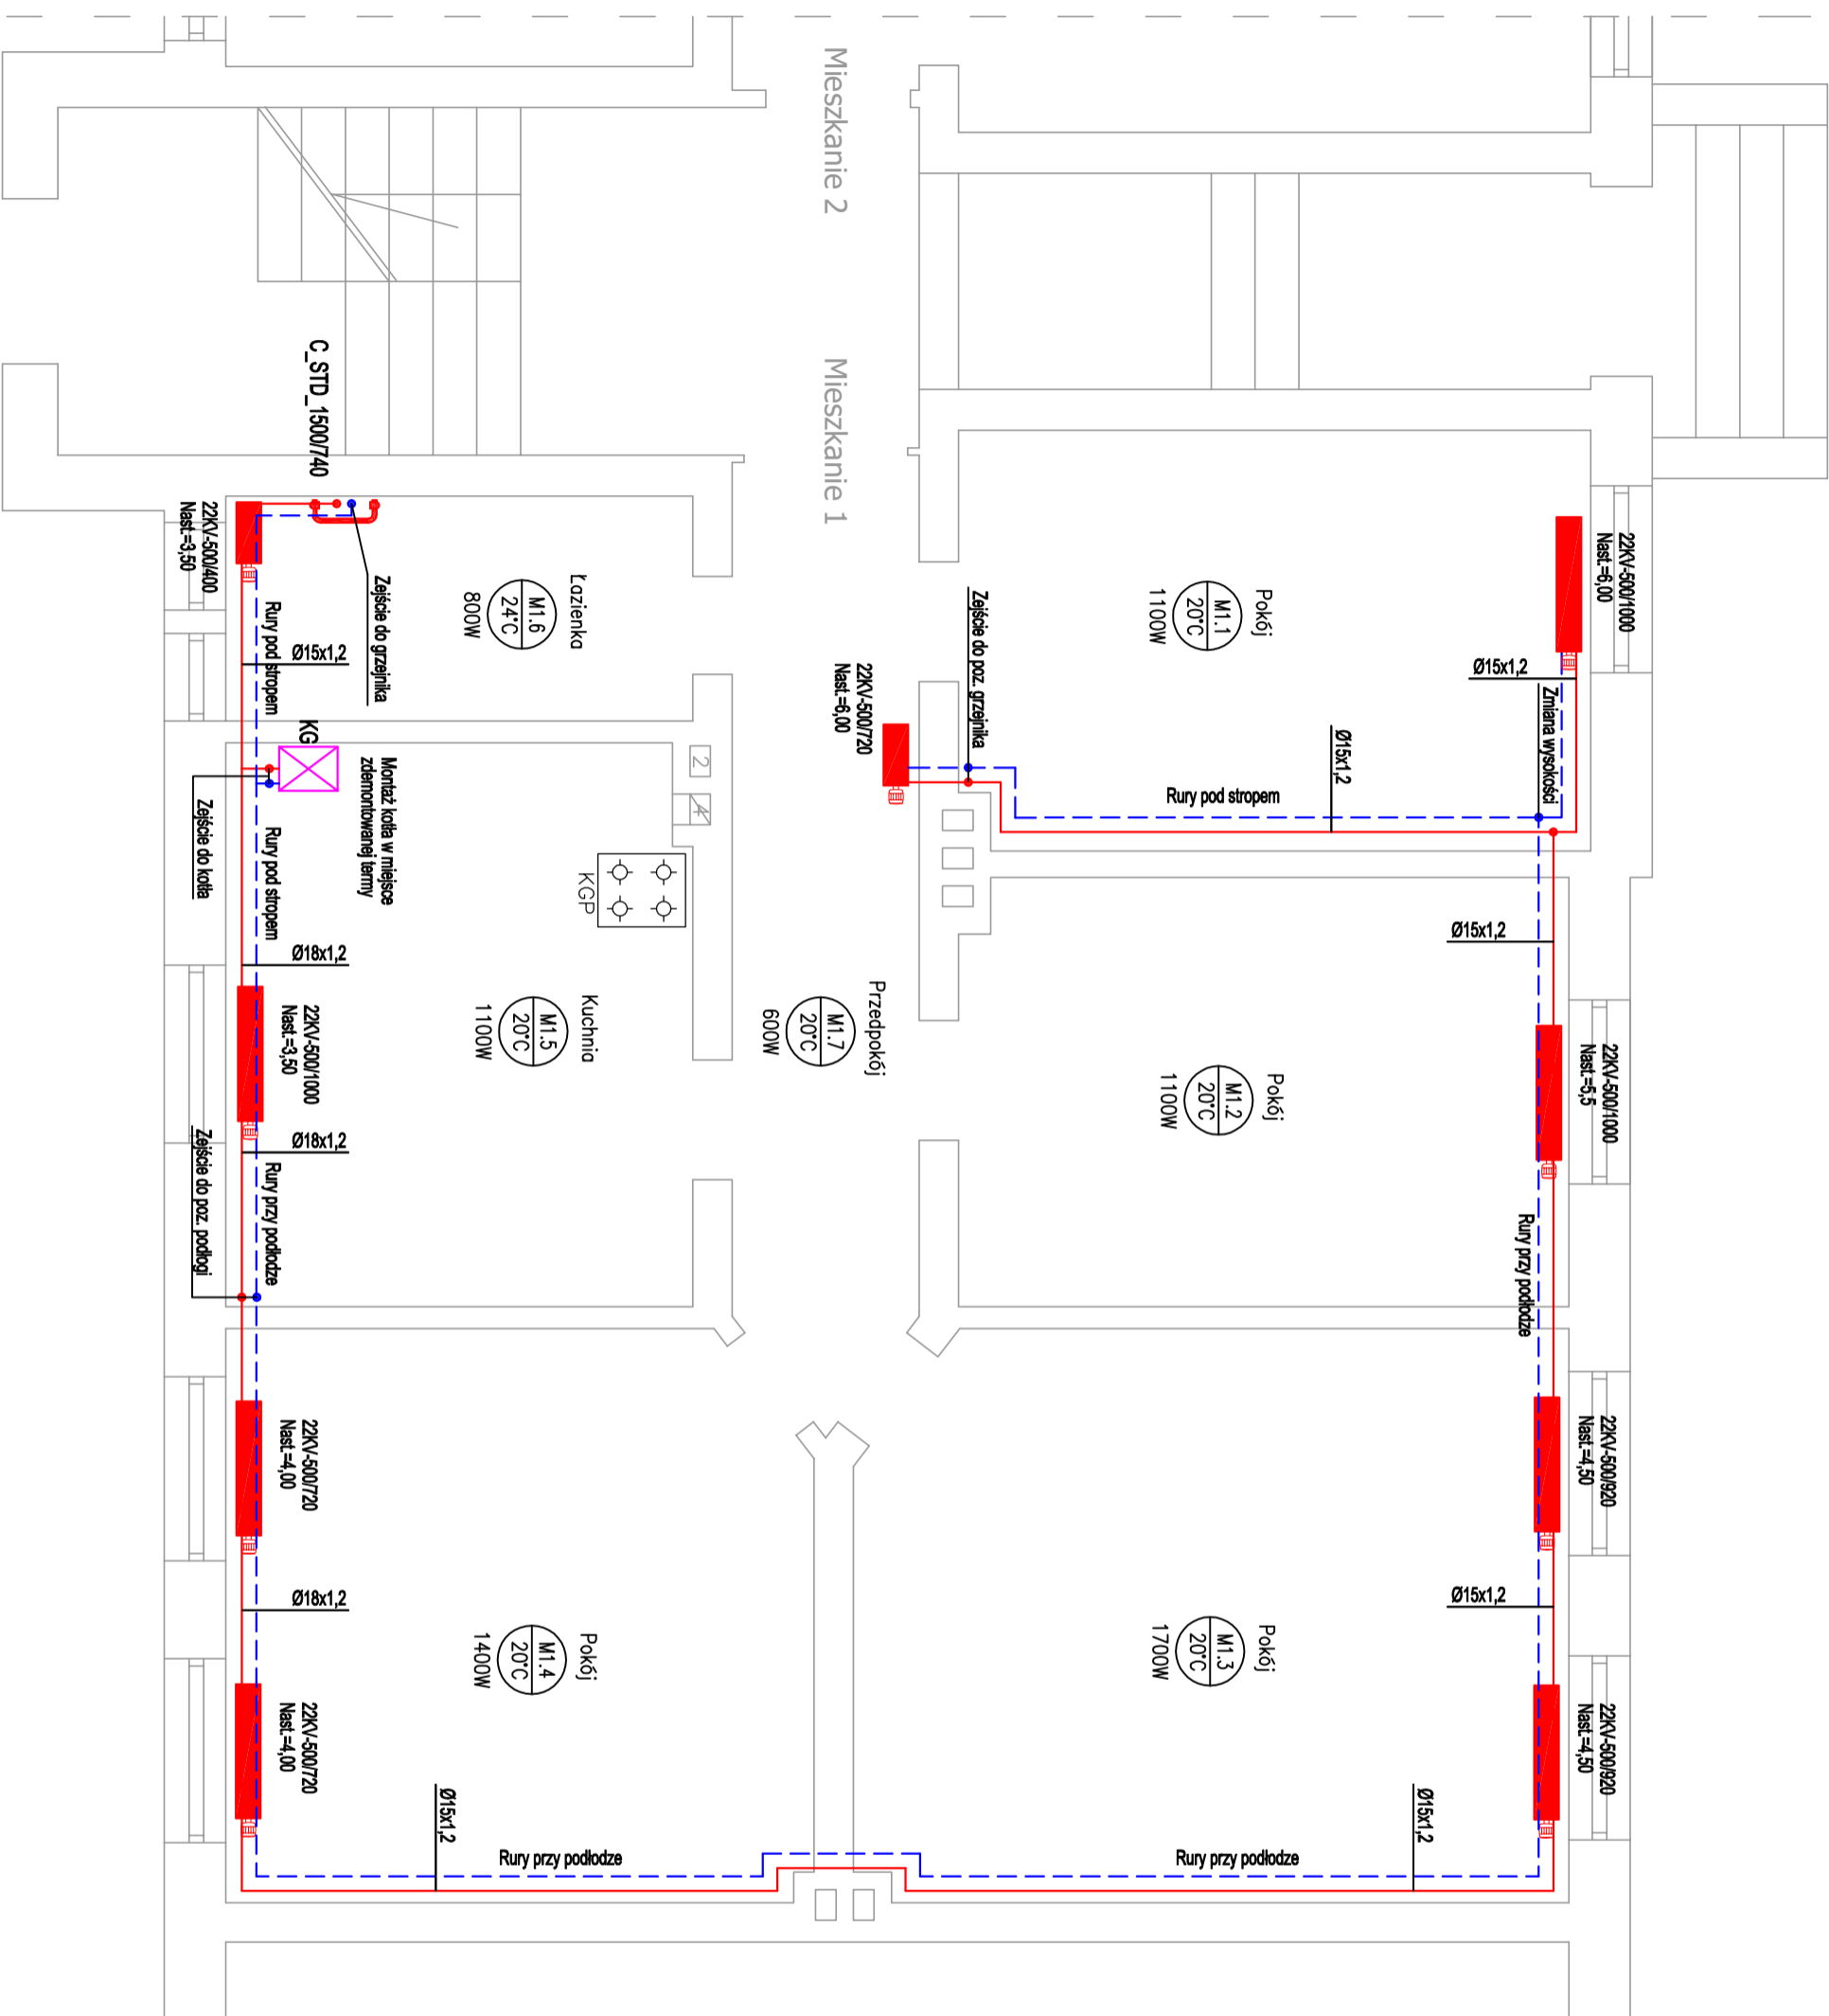 Mieszkanie 2
Mieszkanie 1
22KV-500/1000
Nast.=6,00
Ø15x1,2
Zmiana wysokości
Ø15x1,2
Rury pod stropem
Pokój
M1.1
20°C
1100W
Zejście do poz. grzejnika
22KV-500/720
Nast.=6,00
Ø15x1,2
22KV-500/1000
Nast.=5,5
Rury przy podłodze
Pokój
M1.2
20°C
1100W
22KV-500/920
Nast.=4,50
Ø15x1,2
22KV-500/920
Nast.=4,50
Pokój
M1.3
20°C
1700W
Ø15x1,2
Rury przy podłodze
Przedpokój
M1.7
20°C
600W
C_STD_1500/740
22KV-500/400
Nast.=3,50
Rury pod stropem
Ø15x1,2
Zejście do grzejnika
Łazienka
M1.6
24°C
800W
KG
Montaż kotła w miejsce
zdemontowanej termy
Zejście do kotła
Rury pod stropem
Ø18x1,2
2
4
KGP
Kuchnia
M1.5
20°C
1100W
22KV-500/1000
Nast.=3,50
Ø18x1,2
Rury przy podłodze
Zejście do poz. podłogi
22KV-500/720
Nast.=4,00
Ø18x1,2
22KV-500/720
Nast.=4,00
Pokój
M1.4
20°C
1400W
Ø15x1,2
Rury przy podłodze